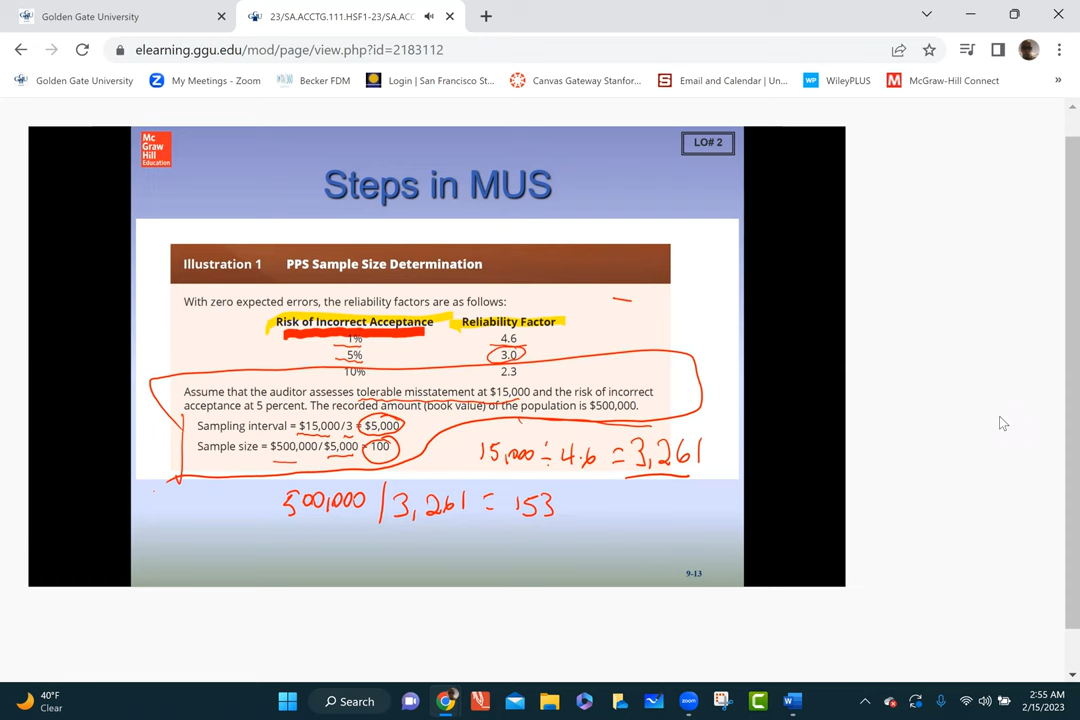 Golden Gate University
23/SA.ACCTG.111.HSF1-23/SA.ACC
elearning.ggu.edu/mod/page/view.php?id=2183112
Golden Gate University
My Meetings - Zoom
Becker FDM
Login | San Francisco St...
Canvas Gateway Stanfor...
Email and Calendar | Un...
WP
WileyPLUS
M
McGraw-Hill Connect
»
Mc
Graw
Hill
Education
LO# 2
Steps in MUS
Illustration 1 PPS Sample Size Determination
With zero expected errors, the reliability factors are as follows:
Risk of Incorrect Acceptance Reliability Factor
1% 4.6
5% 3.0
10% 2.3
Assume that the auditor assesses tolerable misstatement at $15,000 and the risk of incorrect
acceptance at 5 percent. The recorded amount (book value) of the population is $500,000.
Sampling interval = $15,000/3 = $5,000
Sample size = $500,000/$5,000 = 100
15,000 ÷ 4.6 = 3,261
500,000 / 3,261 = 153
9-13
40°F
Clear
Search
2:55 AM
2/15/2023